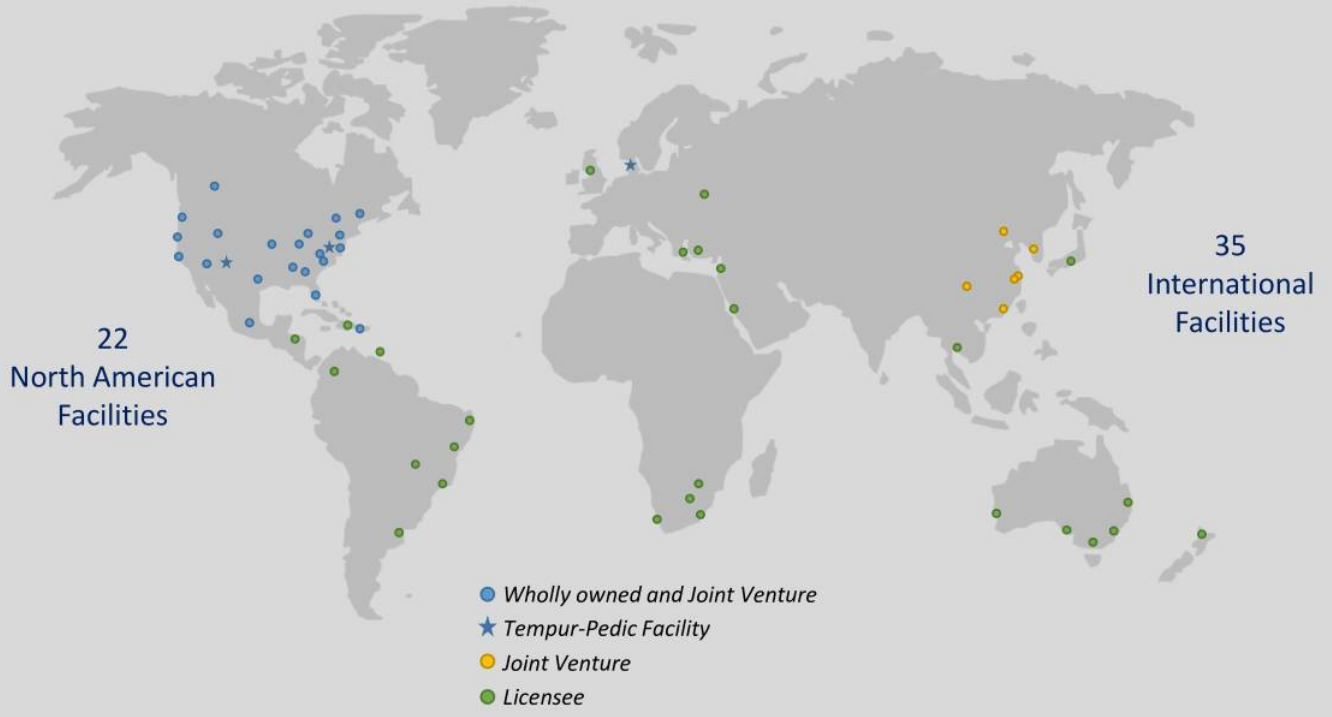 22
North American
Facilities
35
International
Facilities
Wholly owned and Joint Venture
Tempur-Pedic Facility
Joint Venture
Licensee